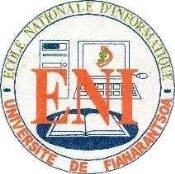 ECOLE NATIONALE D'INFORMATIQUE
ENI
UNIVERSITE DE FIANARANTSOA